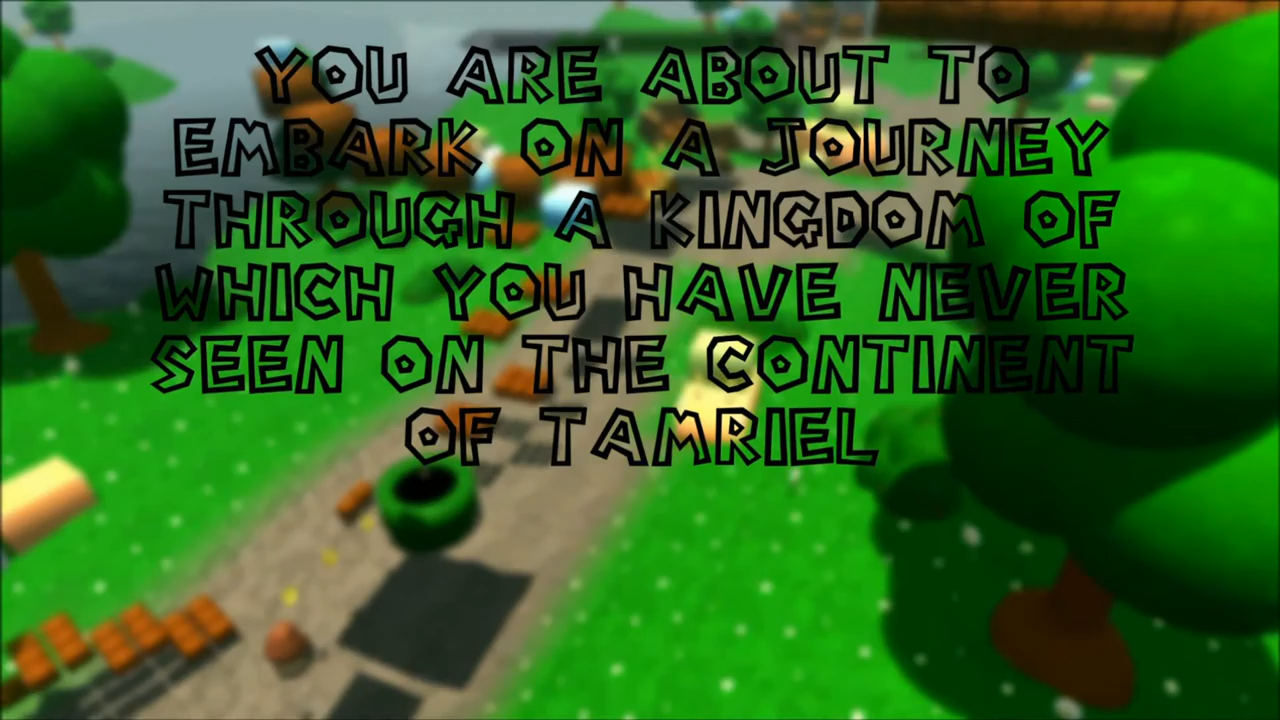 YOU ARE ABOUT TO
EMBARK ON A JOURNEY
THROUGH A KINGDOM OF
WHICH YOU HAVE NEVER
SEEN ON THE CONTINENT
OF TAMRIEL